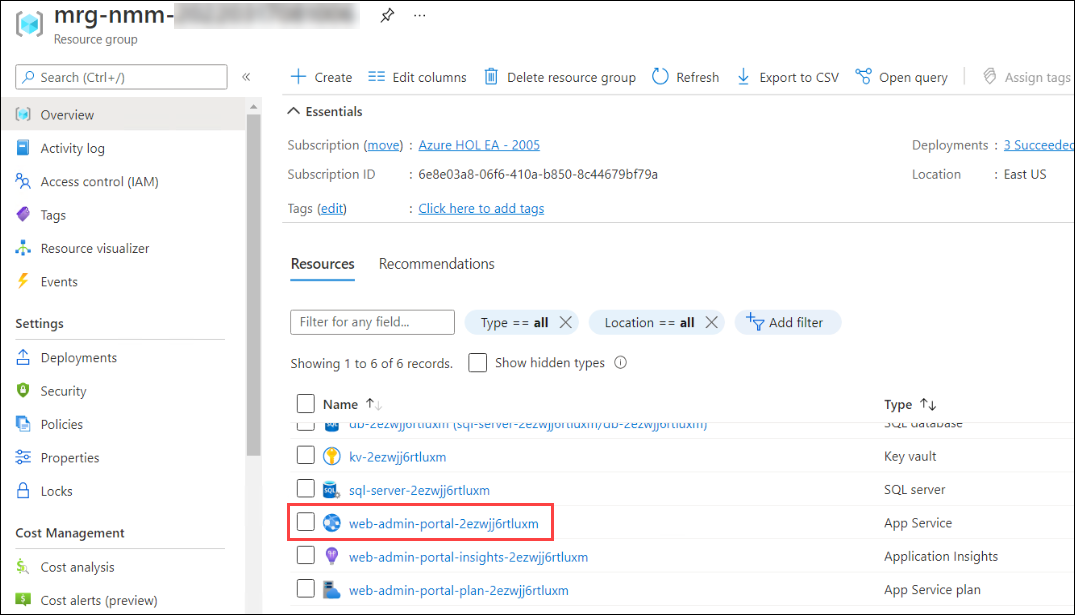 mrg-nmm-
...
Resource group
Search (Ctrl+/)
«
Create
Edit columns
Delete resource group
Refresh
Export to CSV
Open query
Assign tags
Overview
Activity log
Access control (IAM)
Tags
Resource visualizer
Events
Settings
Deployments
Security
Policies
Properties
Locks
Cost Management
Cost analysis
Cost alerts (preview)
Essentials
Subscription (move) : Azure HOL EA - 2005
Deployments : 3 Succeeded
Subscription ID : 6e8e03a8-06f6-410a-b850-8c44679bf79a
Location : East US
Tags (edit) : Click here to add tags
Resources Recommendations
Filter for any field...
Type == all
Location == all
Add filter
Showing 1 to 6 of 6 records.
Show hidden types
Name ↑↓ Type ↑↓
db-2ezwjj6rtluxm (sql-server-2ezwjj6rtluxm/db-2ezwjj6rtluxm) SQL database
kv-2ezwjj6rtluxm Key vault
sql-server-2ezwjj6rtluxm SQL server
web-admin-portal-2ezwjj6rtluxm App Service
web-admin-portal-insights-2ezwjj6rtluxm Application Insights
web-admin-portal-plan-2ezwjj6rtluxm App Service plan